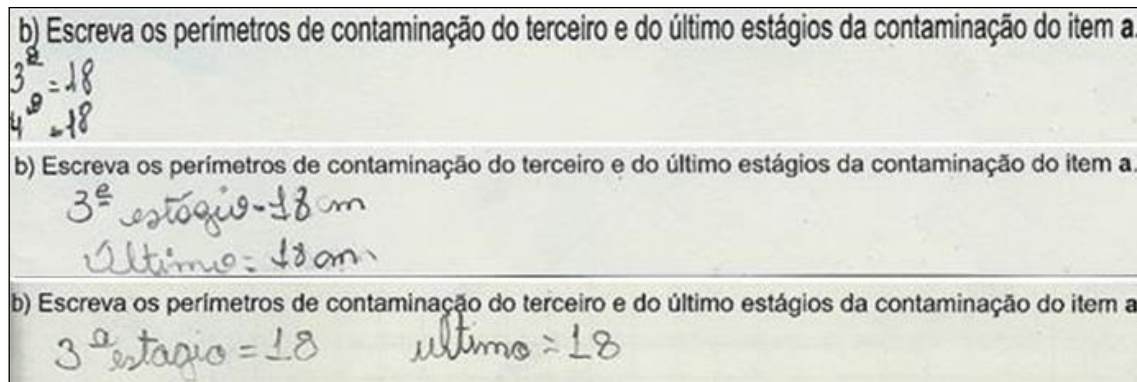 b) Escreva os perímetros de contaminação do terceiro e do último estágios da contaminação do item a.
3º = 18
4º = 18
b) Escreva os perímetros de contaminação do terceiro e do último estágios da contaminação do item a.
3º estágio - 18 cm
Último = 18 cm
b) Escreva os perímetros de contaminação do terceiro e do último estágios da contaminação do item a
3º estagio = 18 ultimo = 18